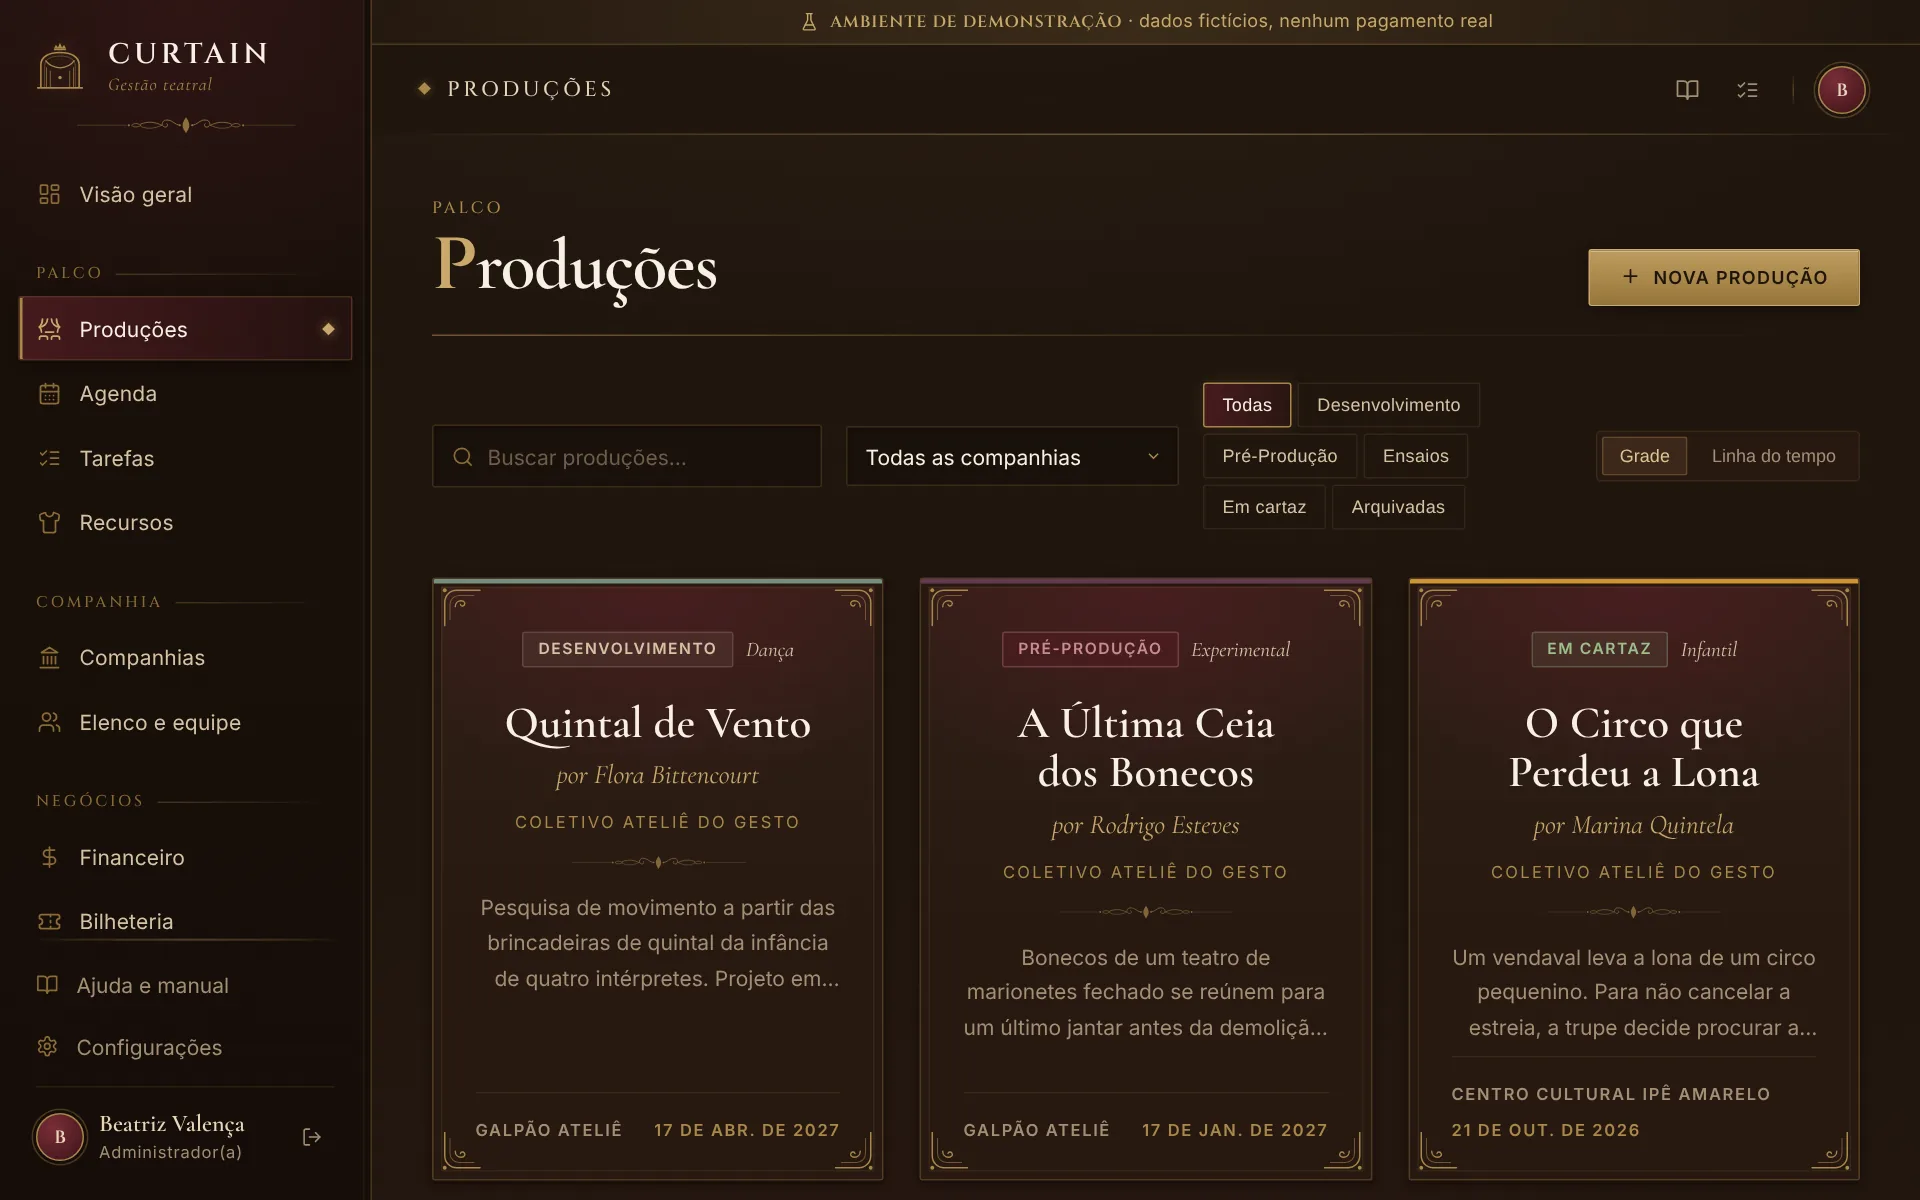 CURTAIN
Gestão teatral
Visão geral
PALCO
Produções
Agenda
Tarefas
Recursos
COMPANHIA
Companhias
Elenco e equipe
NEGÓCIOS
Financeiro
Bilheteria
Ajuda e manual
Configurações
B
Beatriz Valença
Administrador(a)
AMBIENTE DE DEMONSTRAÇÃO · dados fictícios, nenhum pagamento real
PRODUÇÕES
B
PALCO
Produções
NOVA PRODUÇÃO
Buscar produções...
Todas as companhias
Todas
Desenvolvimento
Pré-Produção
Ensaios
Em cartaz
Arquivadas
Grade
Linha do tempo
DESENVOLVIMENTO
Dança
Quintal de Vento
por Flora Bittencourt
COLETIVO ATELIÊ DO GESTO
Pesquisa de movimento a partir das
brincadeiras de quintal da infância
de quatro intérpretes. Projeto em...
GALPÃO ATELIÊ
17 DE ABR. DE 2027
PRÉ-PRODUÇÃO
Experimental
A Última Ceia
dos Bonecos
por Rodrigo Esteves
COLETIVO ATELIÊ DO GESTO
Bonecos de um teatro de
marionetes fechado se reúnem para
um último jantar antes da demoliçã...
GALPÃO ATELIÊ
17 DE JAN. DE 2027
EM CARTAZ
Infantil
O Circo que
Perdeu a Lona
por Marina Quintela
COLETIVO ATELIÊ DO GESTO
Um vendaval leva a lona de um circo
pequenino. Para não cancelar a
estreia, a trupe decide procurar a...
CENTRO CULTURAL IPÊ AMARELO
21 DE OUT. DE 2026